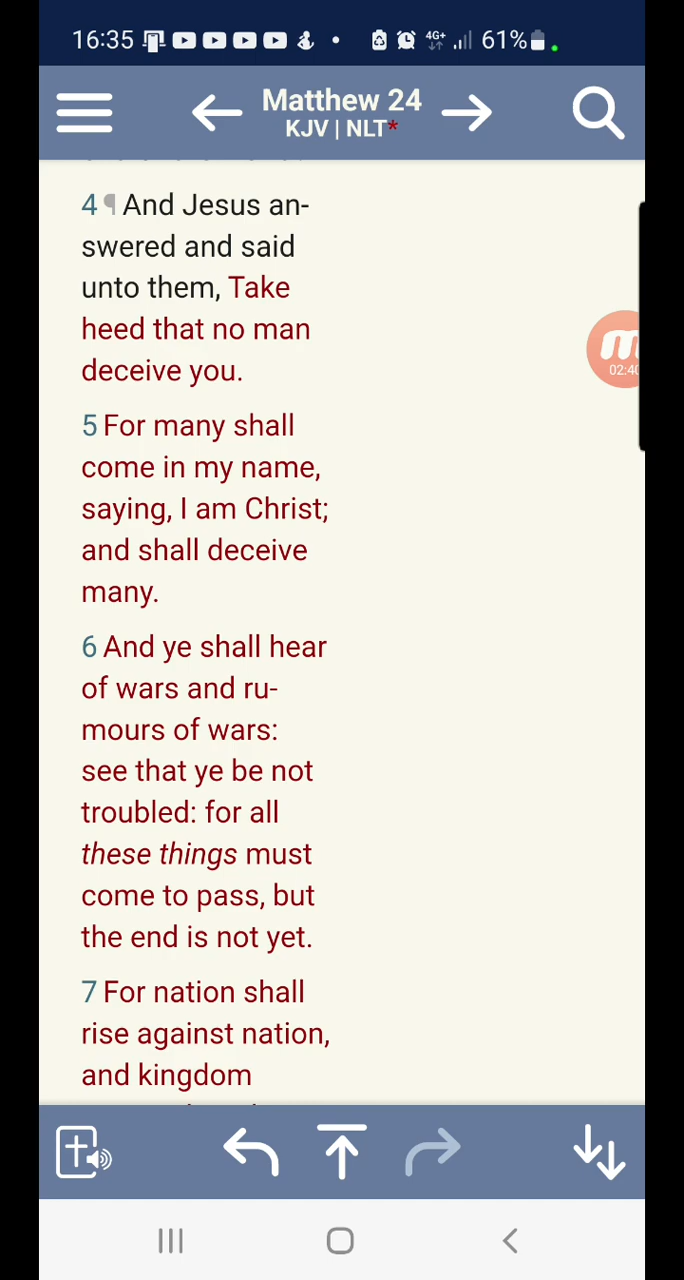 16:35 4G+ 61%
Matthew 24
KJV | NLT*
4 ¶ And Jesus an-
swered and said
unto them, Take
heed that no man
deceive you.
02:40
5 For many shall
come in my name,
saying, I am Christ;
and shall deceive
many.
6 And ye shall hear
of wars and ru-
mours of wars:
see that ye be not
troubled: for all
these things must
come to pass, but
the end is not yet.
7 For nation shall
rise against nation,
and kingdom